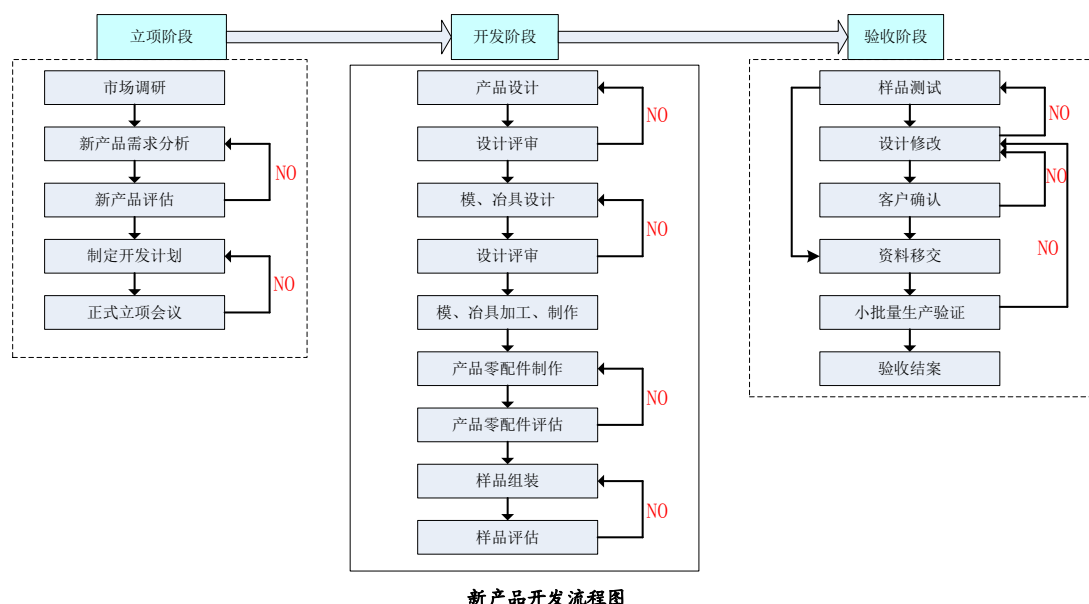 立项阶段
开发阶段
验收阶段
市场调研
新产品需求分析
NO
新产品评估
制定开发计划
NO
正式立项会议
产品设计
NO
设计评审
模、冶具设计
NO
设计评审
模、冶具加工、制作
产品零配件制作
NO
产品零配件评估
样品组装
NO
样品评估
样品测试
NO
设计修改
NO
客户确认
资料移交
NO
小批量生产验证
验收结案
新产品开发流程图